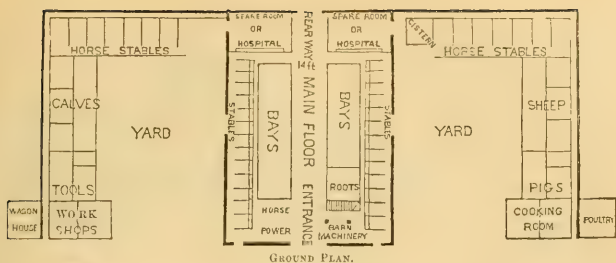 SPARE ROOM
OR
HOSPITAL
REAR WAY
14 ft
SPARE ROOM
OR
HOSPITAL
CISTERN
HORSE STABLES
HORSE STABLES
CALVES
YARD
STABLES
BAYS
MAIN FLOOR
BAYS
STABLES
YARD
SHEEP
TOOLS
ENTRANCE
ROOTS
PIGS
WAGON
HOUSE
WORK
SHOPS
HORSE
POWER
BARN
MACHINERY
COOKING
ROOM
POULTRY
GROUND PLAN.